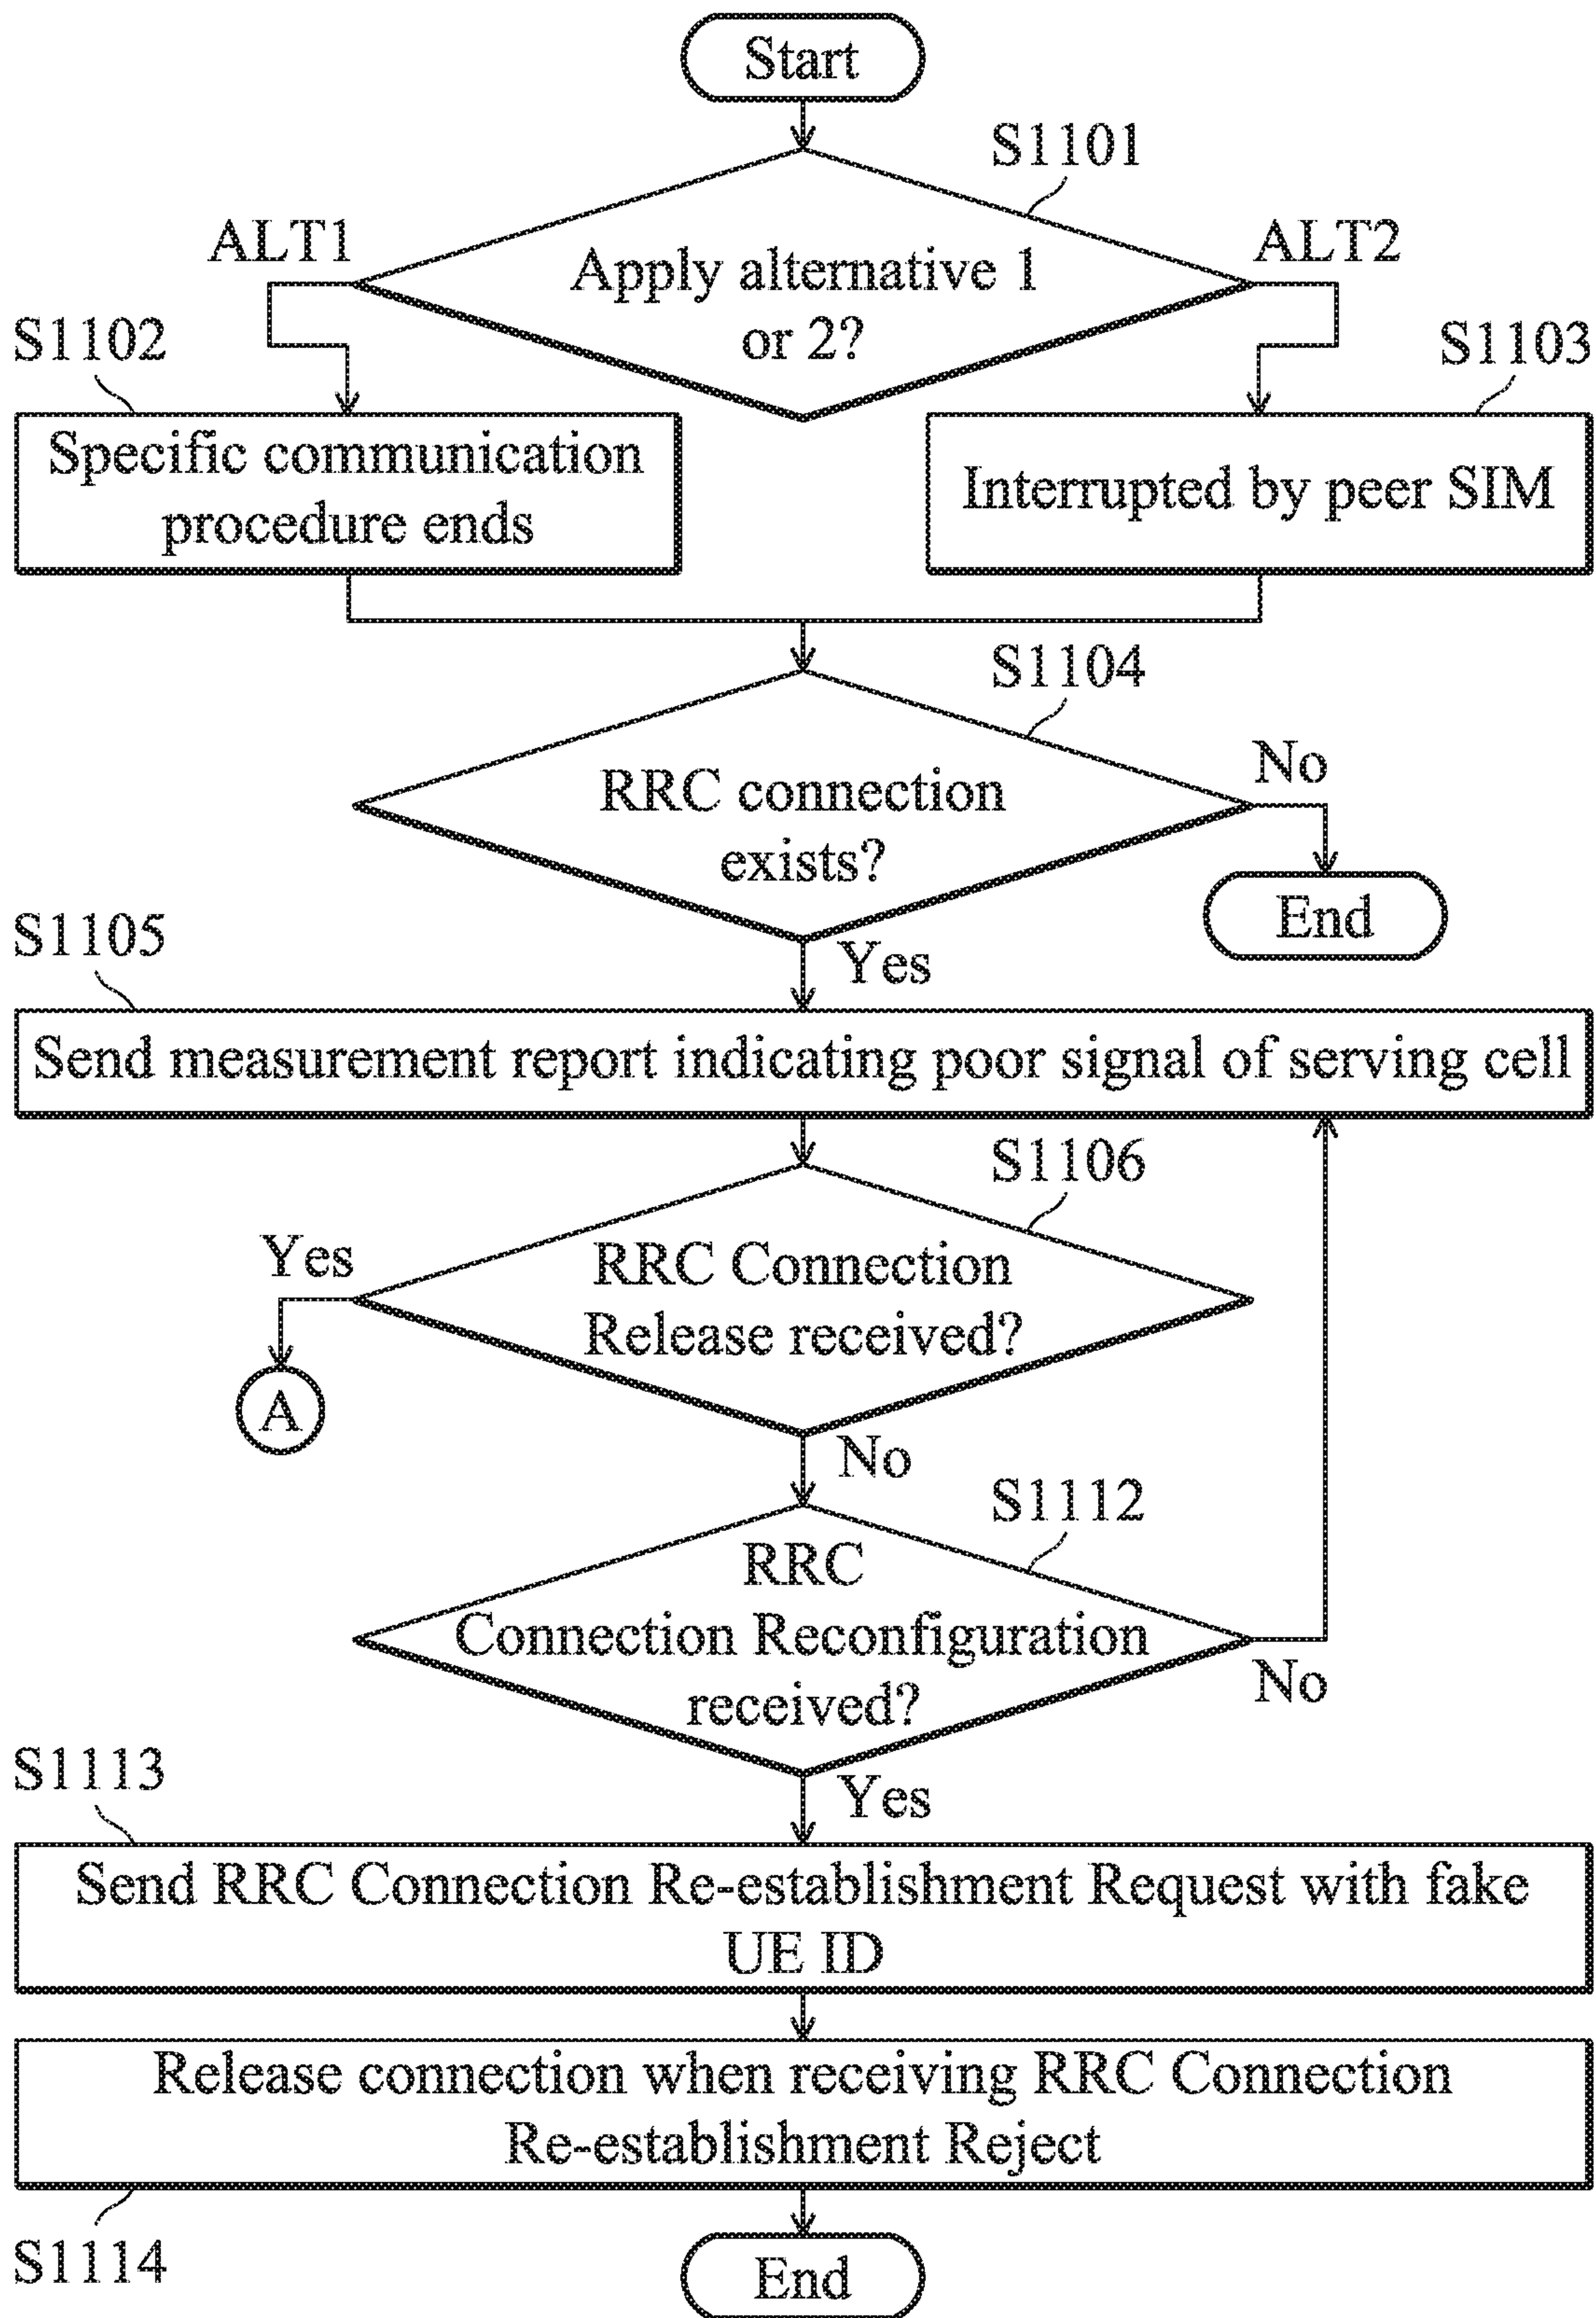 Start
S1101
ALT1
ALT2
Apply alternative 1
or 2?
S1102
S1103
Specific communication
procedure ends
Interrupted by peer SIM
S1104
RRC connection
exists?
No
End
S1105
Yes
Send measurement report indicating poor signal of serving cell
S1106
Yes
RRC Connection
Release received?
A
No
S1112
RRC
Connection Reconfiguration
received?
No
S1113
Yes
Send RRC Connection Re-establishment Request with fake
UE ID
Release connection when receiving RRC Connection
Re-establishment Reject
S1114
End